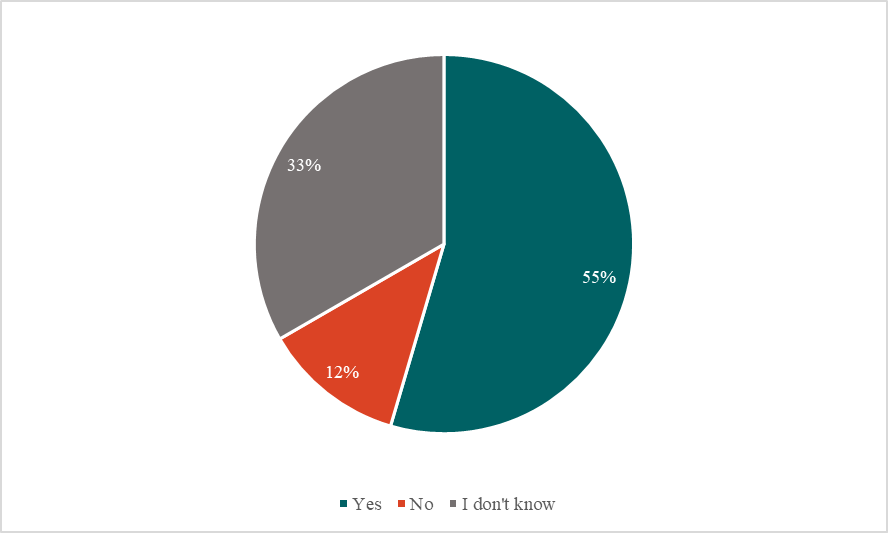 33%
55%
12%
Yes No I don't know